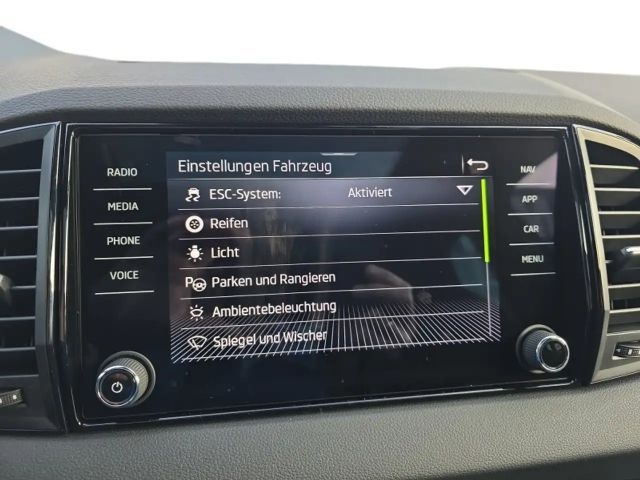 Einstellungen Fahrzeug
RADIO
MEDIA
PHONE
VOICE
ESC-System: Aktiviert
Reifen
Licht
Parken und Rangieren
Ambientebeleuchtung
Spiegel und Wischer
NAV
APP
CAR
MENU